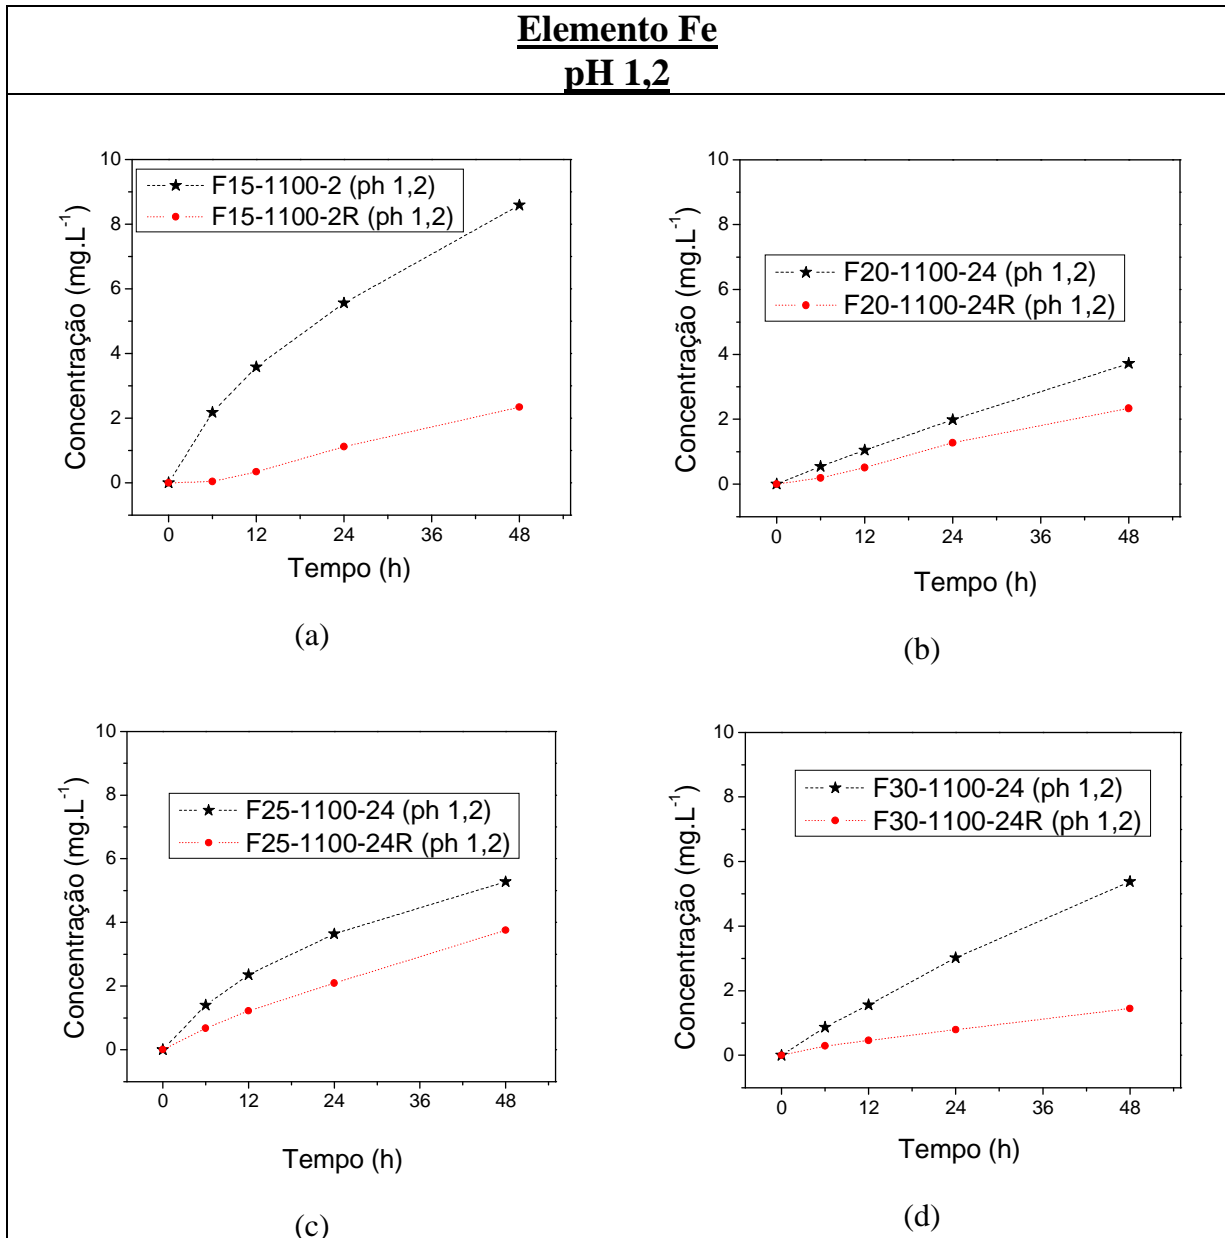 Elemento Fe
pH 1,2
10
8
6
4
2
0
Concentração (mg.L⁻¹)
F15-1100-2 (ph 1,2)
F15-1100-2R (ph 1,2)
0 12 24 36 48
Tempo (h)
(a)
10
8
6
4
2
0
Concentração (mg.L⁻¹)
F20-1100-24 (ph 1,2)
F20-1100-24R (ph 1,2)
0 12 24 36 48
Tempo (h)
(b)
10
8
6
4
2
0
Concentração (mg.L⁻¹)
F25-1100-24 (ph 1,2)
F25-1100-24R (ph 1,2)
0 12 24 36 48
Tempo (h)
(c)
10
8
6
4
2
0
Concentração (mg.L⁻¹)
F30-1100-24 (ph 1,2)
F30-1100-24R (ph 1,2)
0 12 24 36 48
Tempo (h)
(d)